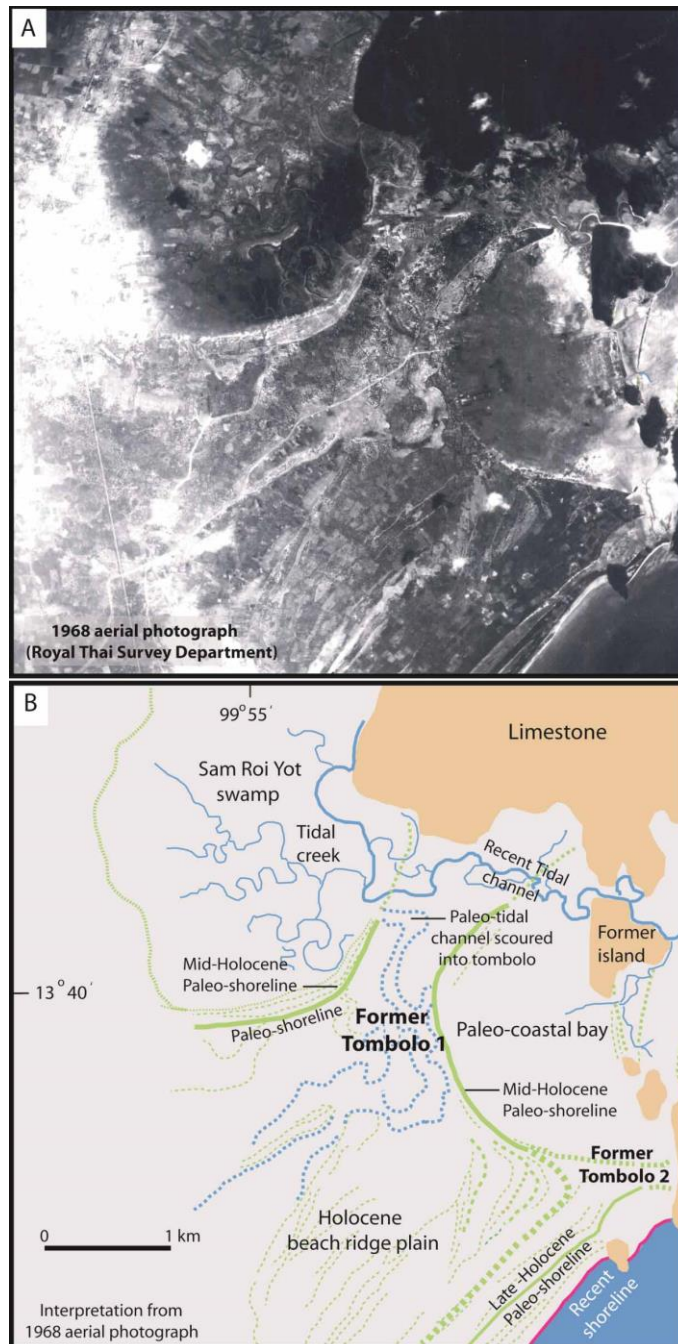 A
1968 aerial photograph
(Royal Thai Survey Department)
B
99°55'
Limestone
Sam Roi Yot
swamp
Tidal
creek
Recent Tidal
channel
Paleo-tidal
channel scoured
into tombolo
Former
island
Mid-Holocene
Paleo-shoreline
13°40'
Paleo-shoreline
Former
Tombolo 1
Paleo-coastal bay
Mid-Holocene
Paleo-shoreline
Former
Tombolo 2
0 1 km
Holocene
beach ridge plain
Late-Holocene
Paleo-shoreline
Recent
shoreline
Interpretation from
1968 aerial photograph